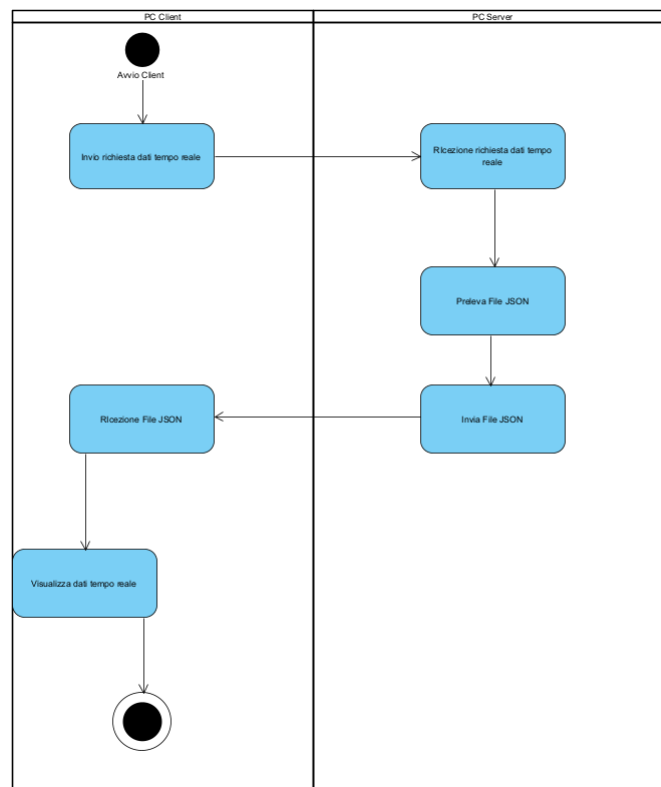 PC Client
PC Server
Avvio Client
Invio richiesta dati tempo reale
RIcezione richiesta dati tempo
reale
Preleva File JSON
RIcezione File JSON
Invia File JSON
Visualizza dati tempo reale